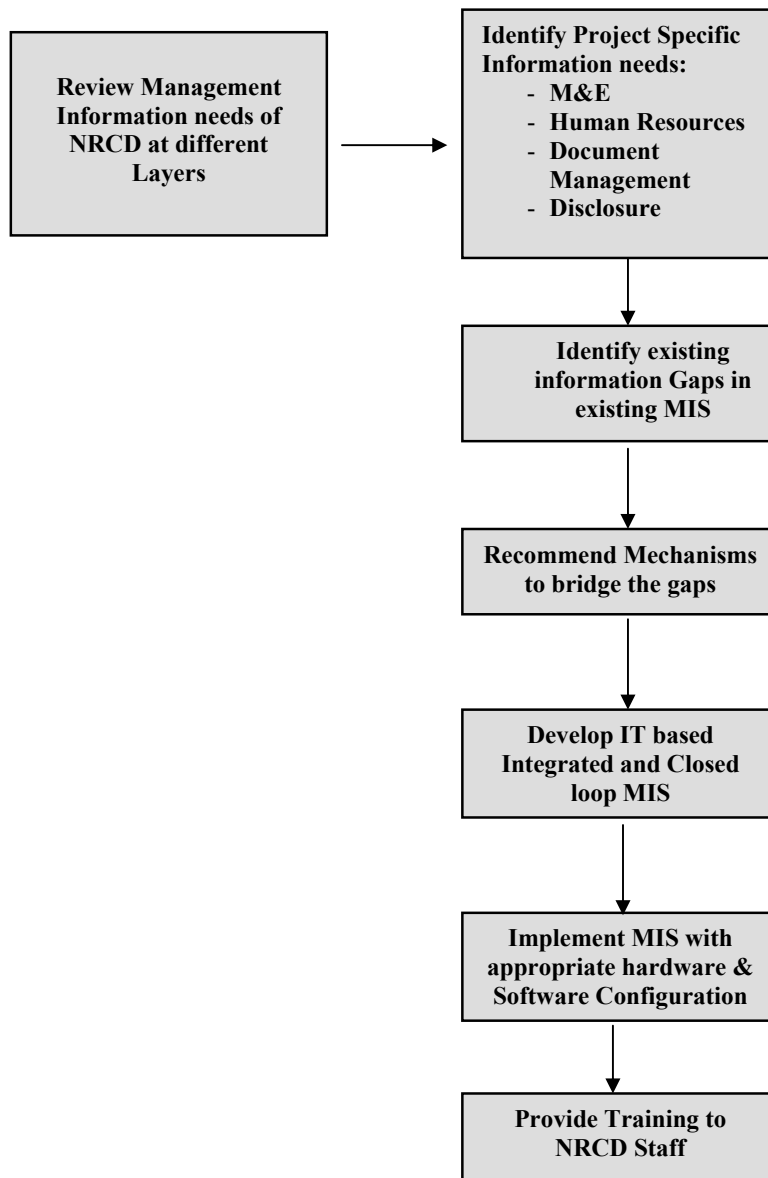 Review Management
Information needs of
NRCD at different
Layers
Identify Project Specific
Information needs:
- M&E
- Human Resources
- Document
Management
- Disclosure
Identify existing
information Gaps in
existing MIS
Recommend Mechanisms
to bridge the gaps
Develop IT based
Integrated and Closed
loop MIS
Implement MIS with
appropriate hardware &
Software Configuration
Provide Training to
NRCD Staff